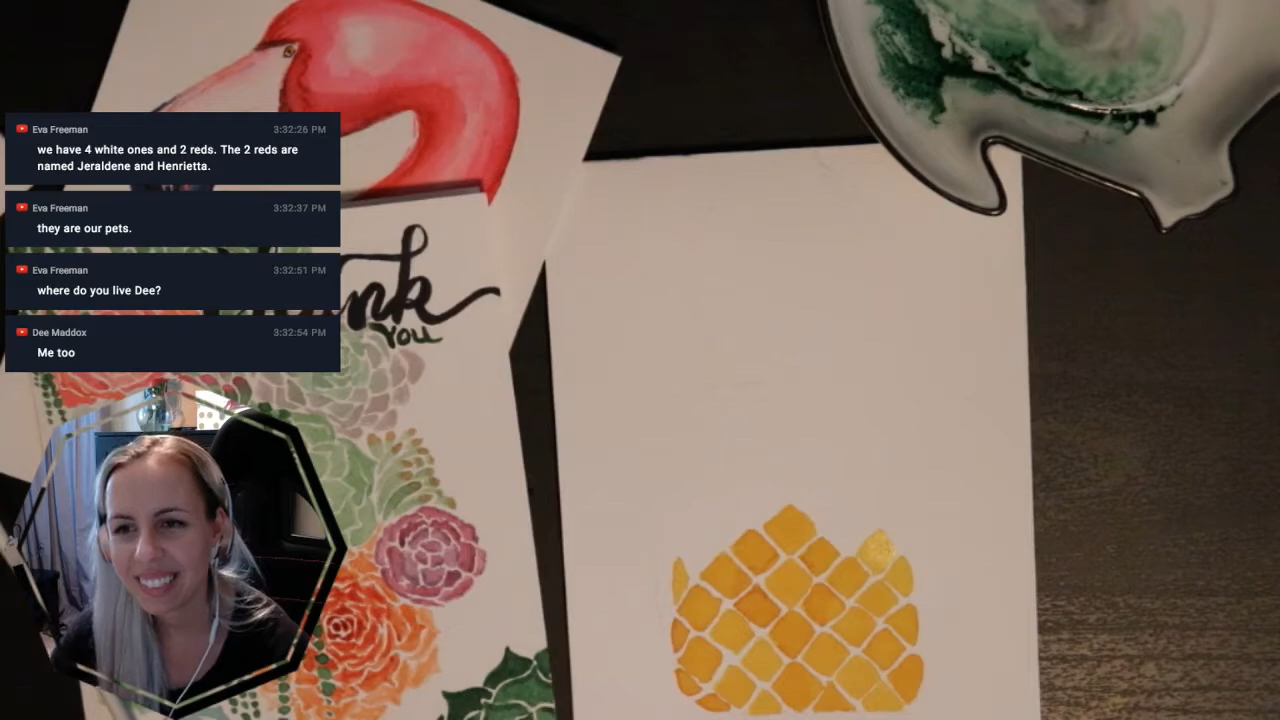 Eva Freeman 3:32:26 PM
we have 4 white ones and 2 reds. The 2 reds are
named Jeraldene and Henrietta.
Eva Freeman 3:32:37 PM
they are our pets.
Eva Freeman 3:32:51 PM
where do you live Dee?
Dee Maddox 3:32:54 PM
Me too
nk
you